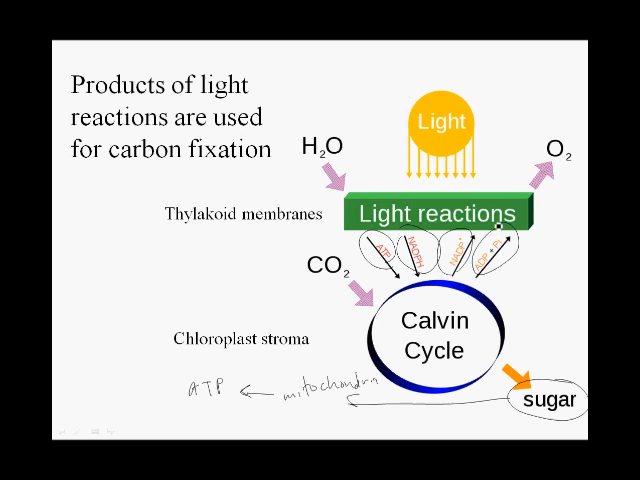 Products of light
reactions are used
for carbon fixation
Light
H₂O
O₂
Thylakoid membranes
Light reactions
ATP
NADPH
NADP⁺
ADP + Pi
CO₂
Chloroplast stroma
Calvin
Cycle
ATP
mitochondrin
sugar